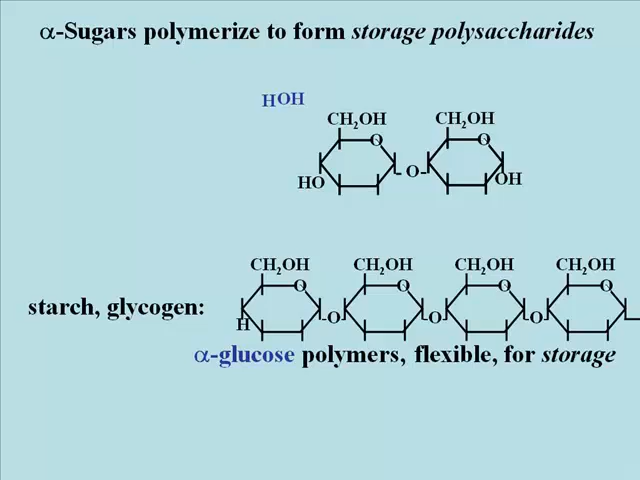 α-Sugars polymerize to form storage polysaccharides
HOH
CH₂OH CH₂OH
O O
HO O OH
CH₂OH CH₂OH CH₂OH CH₂OH
O O O O
starch, glycogen:
H O O O
α-glucose polymers, flexible, for storage